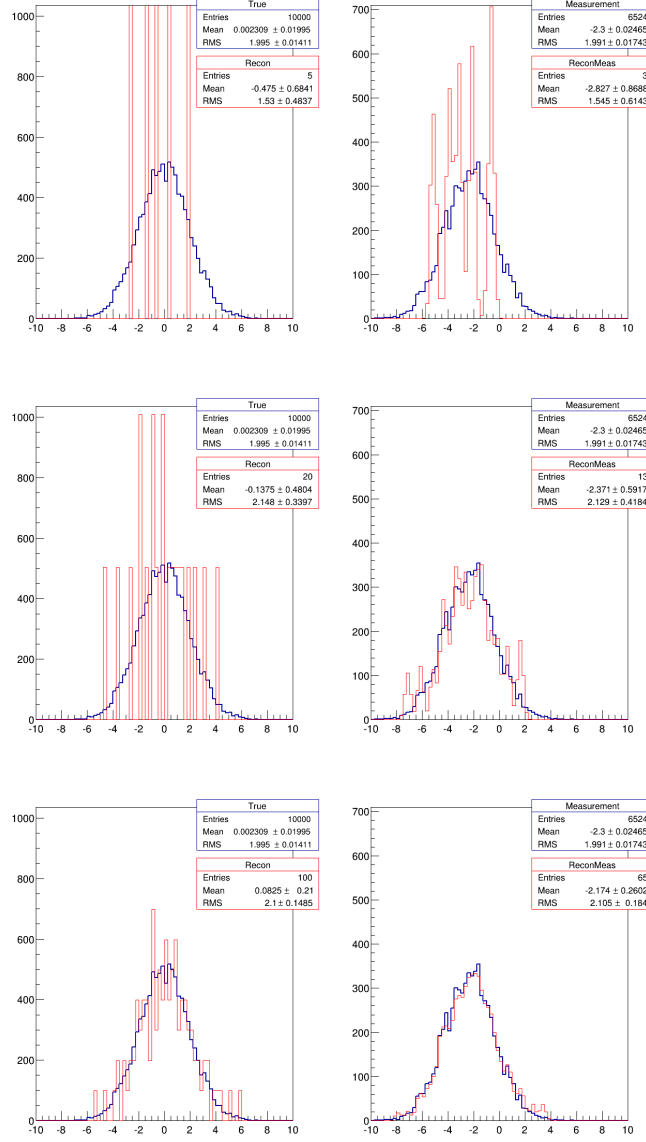 True
Entries 10000
Mean 0.002309 ± 0.01995
RMS 1.995 ± 0.01411
Recon
Entries 5
Mean -0.475 ± 0.6841
RMS 1.53 ± 0.4837
1000
800
600
400
200
0
-10 -8 -6 -4 -2 0 2 4 6 8 10
Measurement
Entries 6524
Mean -2.3 ± 0.02465
RMS 1.991 ± 0.01743
ReconMeas
Entries 3
Mean -2.827 ± 0.8688
RMS 1.545 ± 0.6143
700
600
500
400
300
200
100
0
-10 -8 -6 -4 -2 0 2 4 6 8 10
True
Entries 10000
Mean 0.002309 ± 0.01995
RMS 1.995 ± 0.01411
Recon
Entries 20
Mean -0.1375 ± 0.4804
RMS 2.148 ± 0.3397
1000
800
600
400
200
0
-10 -8 -6 -4 -2 0 2 4 6 8 10
Measurement
Entries 6524
Mean -2.3 ± 0.02465
RMS 1.991 ± 0.01743
ReconMeas
Entries 13
Mean -2.371 ± 0.5917
RMS 2.129 ± 0.4184
700
600
500
400
300
200
100
0
-10 -8 -6 -4 -2 0 2 4 6 8 10
True
Entries 10000
Mean 0.002309 ± 0.01995
RMS 1.995 ± 0.01411
Recon
Entries 100
Mean 0.0825 ± 0.21
RMS 2.1 ± 0.1485
1000
800
600
400
200
0
-10 -8 -6 -4 -2 0 2 4 6 8 10
Measurement
Entries 6524
Mean -2.3 ± 0.02465
RMS 1.991 ± 0.01743
ReconMeas
Entries 65
Mean -2.174 ± 0.2602
RMS 2.105 ± 0.184
700
600
500
400
300
200
100
0
-10 -8 -6 -4 -2 0 2 4 6 8 10